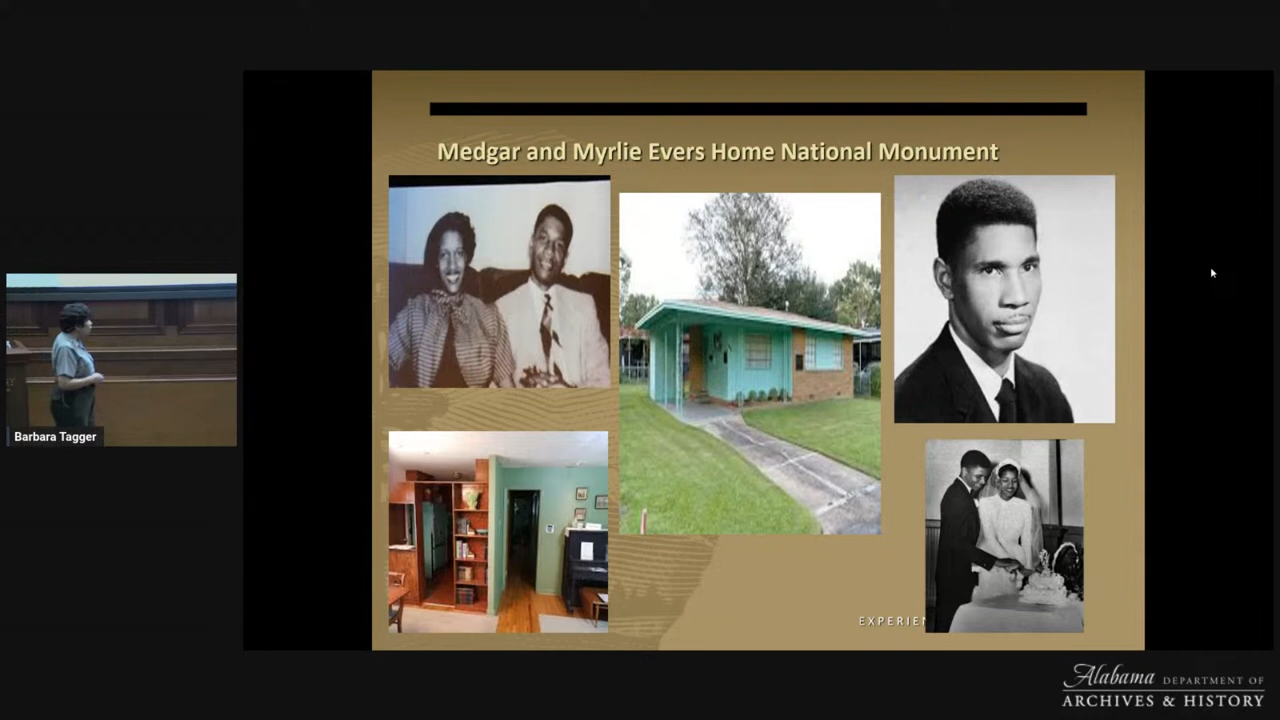 Medgar and Myrlie Evers Home National Monument
Barbara Tagger
EXPERIEN
Alabama DEPARTMENT OF
ARCHIVES & HISTORY